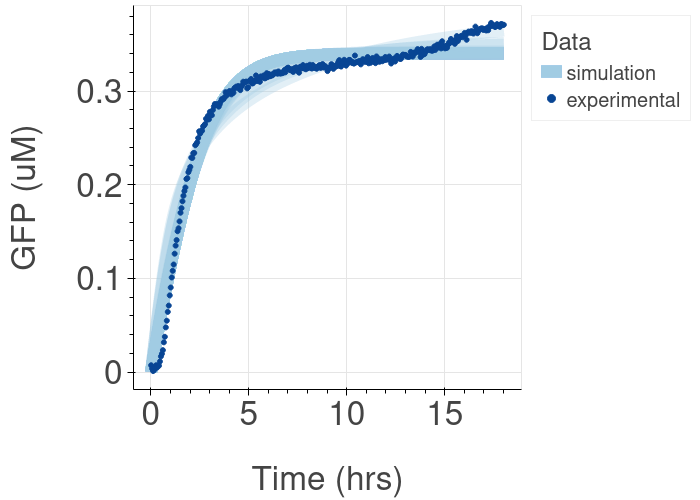 GFP (uM)
0.3
0.2
0.1
0
0 5 10 15
Time (hrs)
Data
simulation
experimental